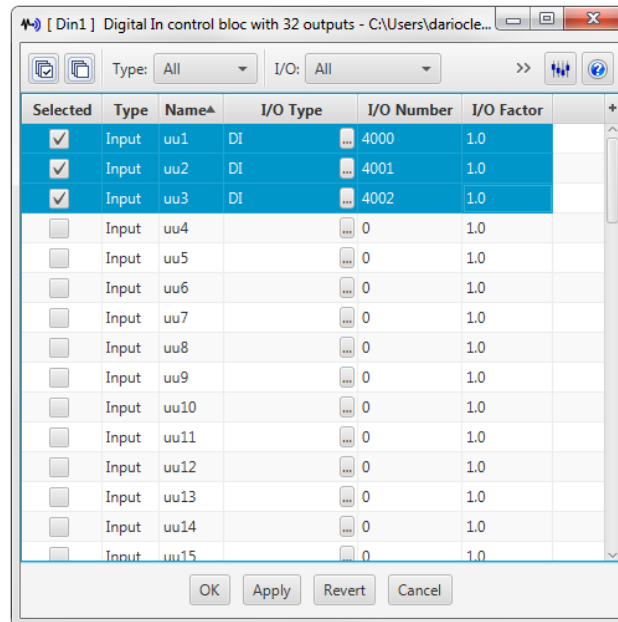 [ Din1 ] Digital In control bloc with 32 outputs - C:\Users\dariocle...
Type: All I/O: All >> ?
Selected Type Name I/O Type I/O Number I/O Factor +
Input uu1 DI ... 4000 1.0
Input uu2 DI ... 4001 1.0
Input uu3 DI ... 4002 1.0
Input uu4 ... 0 1.0
Input uu5 ... 0 1.0
Input uu6 ... 0 1.0
Input uu7 ... 0 1.0
Input uu8 ... 0 1.0
Input uu9 ... 0 1.0
Input uu10 ... 0 1.0
Input uu11 ... 0 1.0
Input uu12 ... 0 1.0
Input uu13 ... 0 1.0
Input uu14 ... 0 1.0
Input uu15 ... 0 1.0
OK Apply Revert Cancel